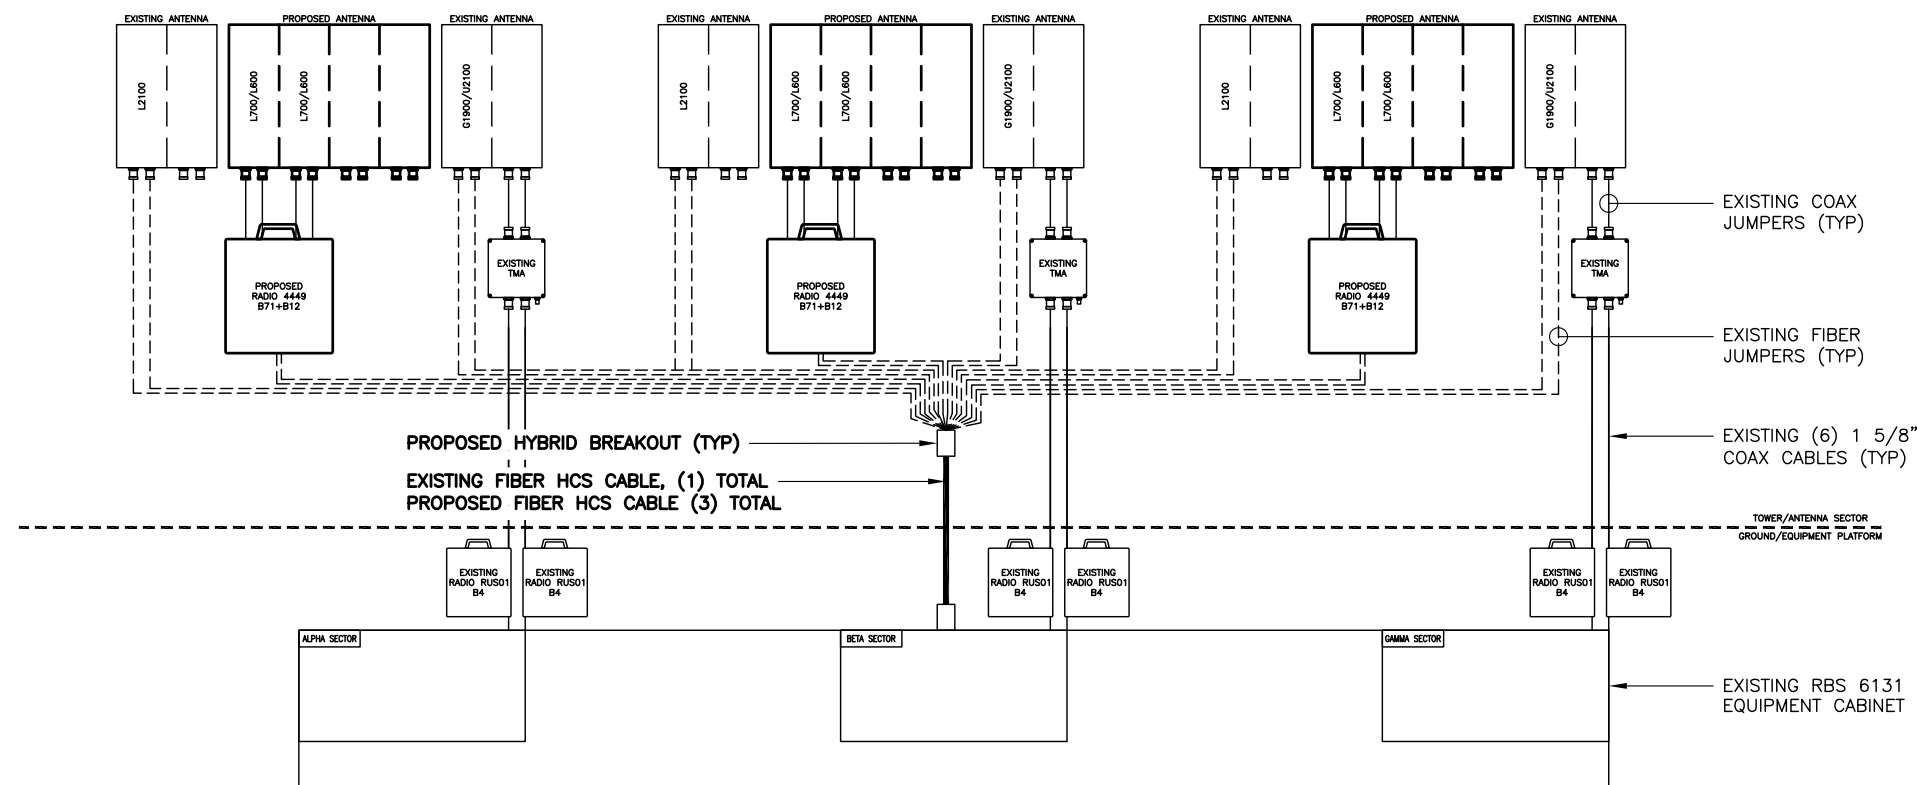 EXISTING ANTENNA
PROPOSED ANTENNA
EXISTING ANTENNA
EXISTING ANTENNA
PROPOSED ANTENNA
EXISTING ANTENNA
EXISTING ANTENNA
PROPOSED ANTENNA
EXISTING ANTENNA
L2100
L700/L600
L700/L600
G1900/U2100
L2100
L700/L600
L700/L600
G1900/U2100
L2100
L700/L600
L700/L600
G1900/U2100
EXISTING COAX
JUMPERS (TYP)
PROPOSED
RADIO 4449
B71+B12
EXISTING
TMA
PROPOSED
RADIO 4449
B71+B12
EXISTING
TMA
PROPOSED
RADIO 4449
B71+B12
EXISTING
TMA
EXISTING FIBER
JUMPERS (TYP)
PROPOSED HYBRID BREAKOUT (TYP)
EXISTING (6) 1 5/8"
COAX CABLES (TYP)
EXISTING FIBER HCS CABLE, (1) TOTAL
PROPOSED FIBER HCS CABLE (3) TOTAL
TOWER/ANTENNA SECTOR
GROUND/EQUIPMENT PLATFORM
EXISTING
RADIO RUS01
B4
EXISTING
RADIO RUS01
B4
EXISTING
RADIO RUS01
B4
EXISTING
RADIO RUS01
B4
EXISTING
RADIO RUS01
B4
EXISTING
RADIO RUS01
B4
ALPHA SECTOR
BETA SECTOR
GAMMA SECTOR
EXISTING RBS 6131
EQUIPMENT CABINET